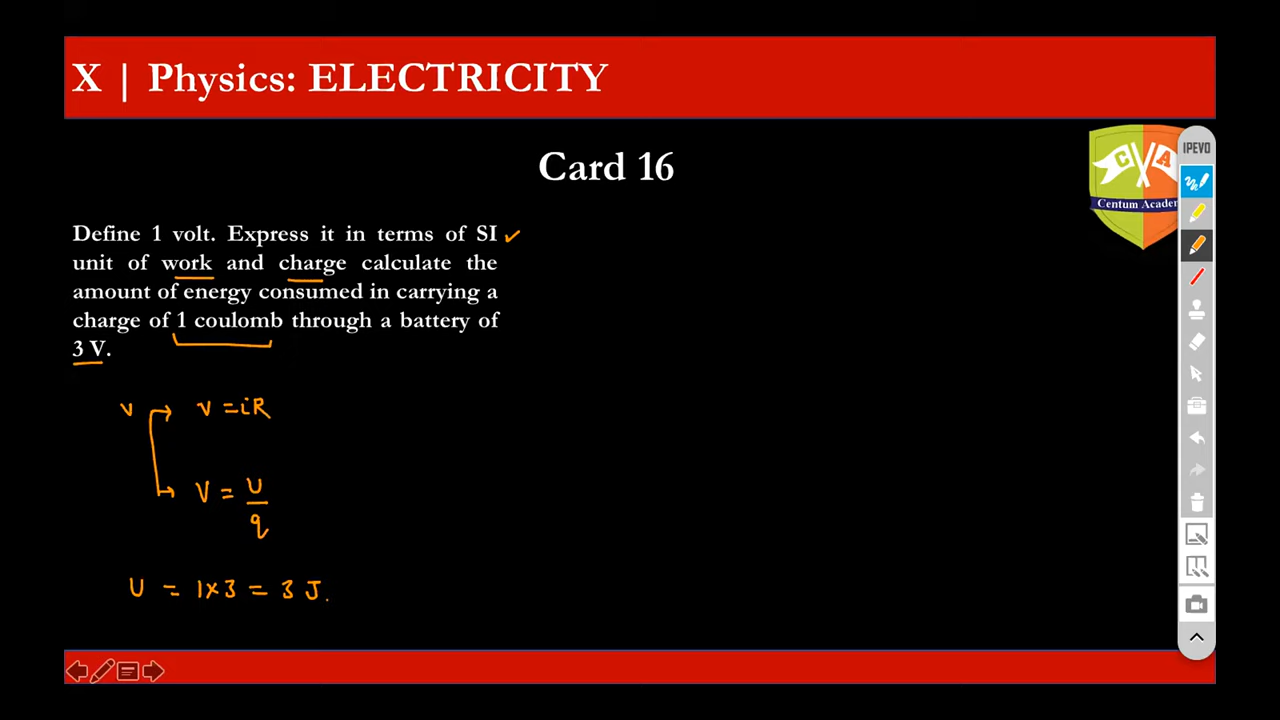 X | Physics: ELECTRICITY
Card 16
IPEVO
C A
Centum Academ
Define 1 volt. Express it in terms of SI
unit of work and charge calculate the
amount of energy consumed in carrying a
charge of 1 coulomb through a battery of
3 V.
v v = iR
V = U/q
U = 1×3 = 3 J.